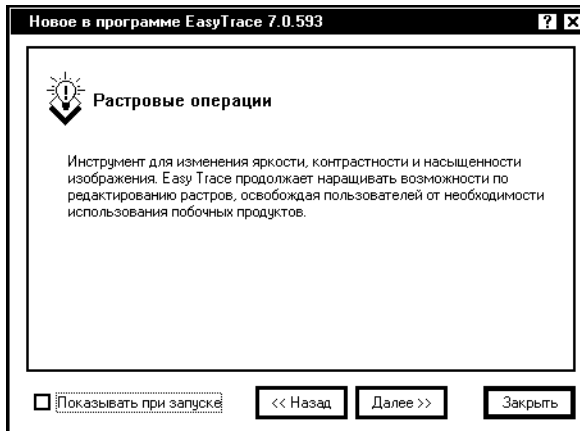 Новое в программе EasyTrace 7.0.593
Растровые операции
Инструмент для изменения яркости, контрастности и насыщенности
изображения. Easy Trace продолжает наращивать возможности по
редактированию растров, освобождая пользователей от необходимости
использования побочных продуктов.
Показывать при запуске
<< Назад
Далее >>
Закрыть